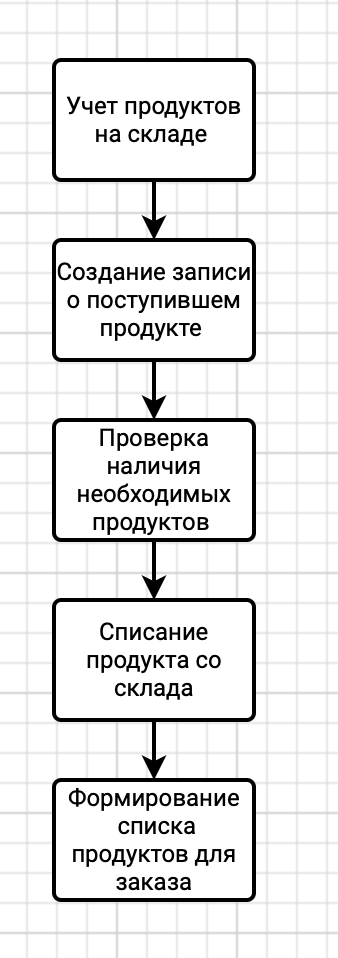 Учет продуктов
на складе
Создание записи
о поступившем
продукте
Проверка
наличия
необходимых
продуктов
Списание
продукта со
склада
Формирование
списка
продуктов для
заказа